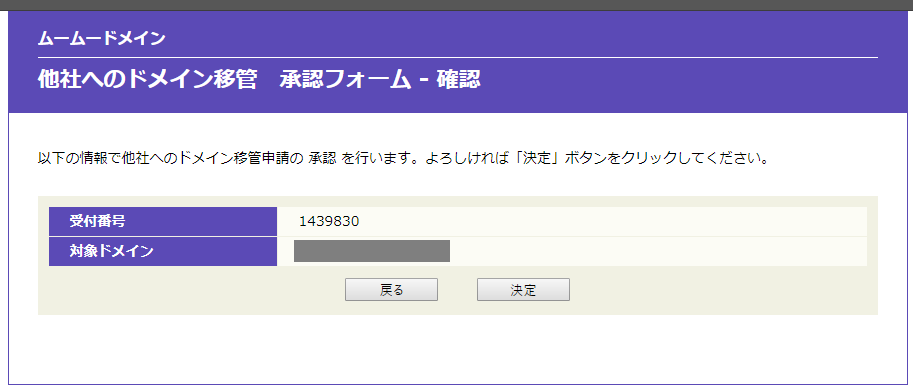 ムームードメイン
他社へのドメイン移管　承認フォーム - 確認
以下の情報で他社へのドメイン移管申請の 承認 を行います。よろしければ「決定」ボタンをクリックしてください。
受付番号 1439830
対象ドメイン
戻る 決定